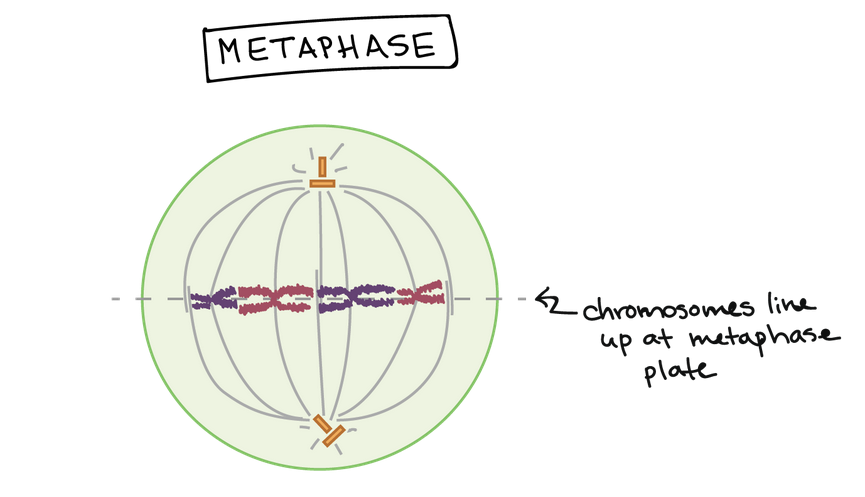 METAPHASE
chromosomes line
up at metaphase
plate